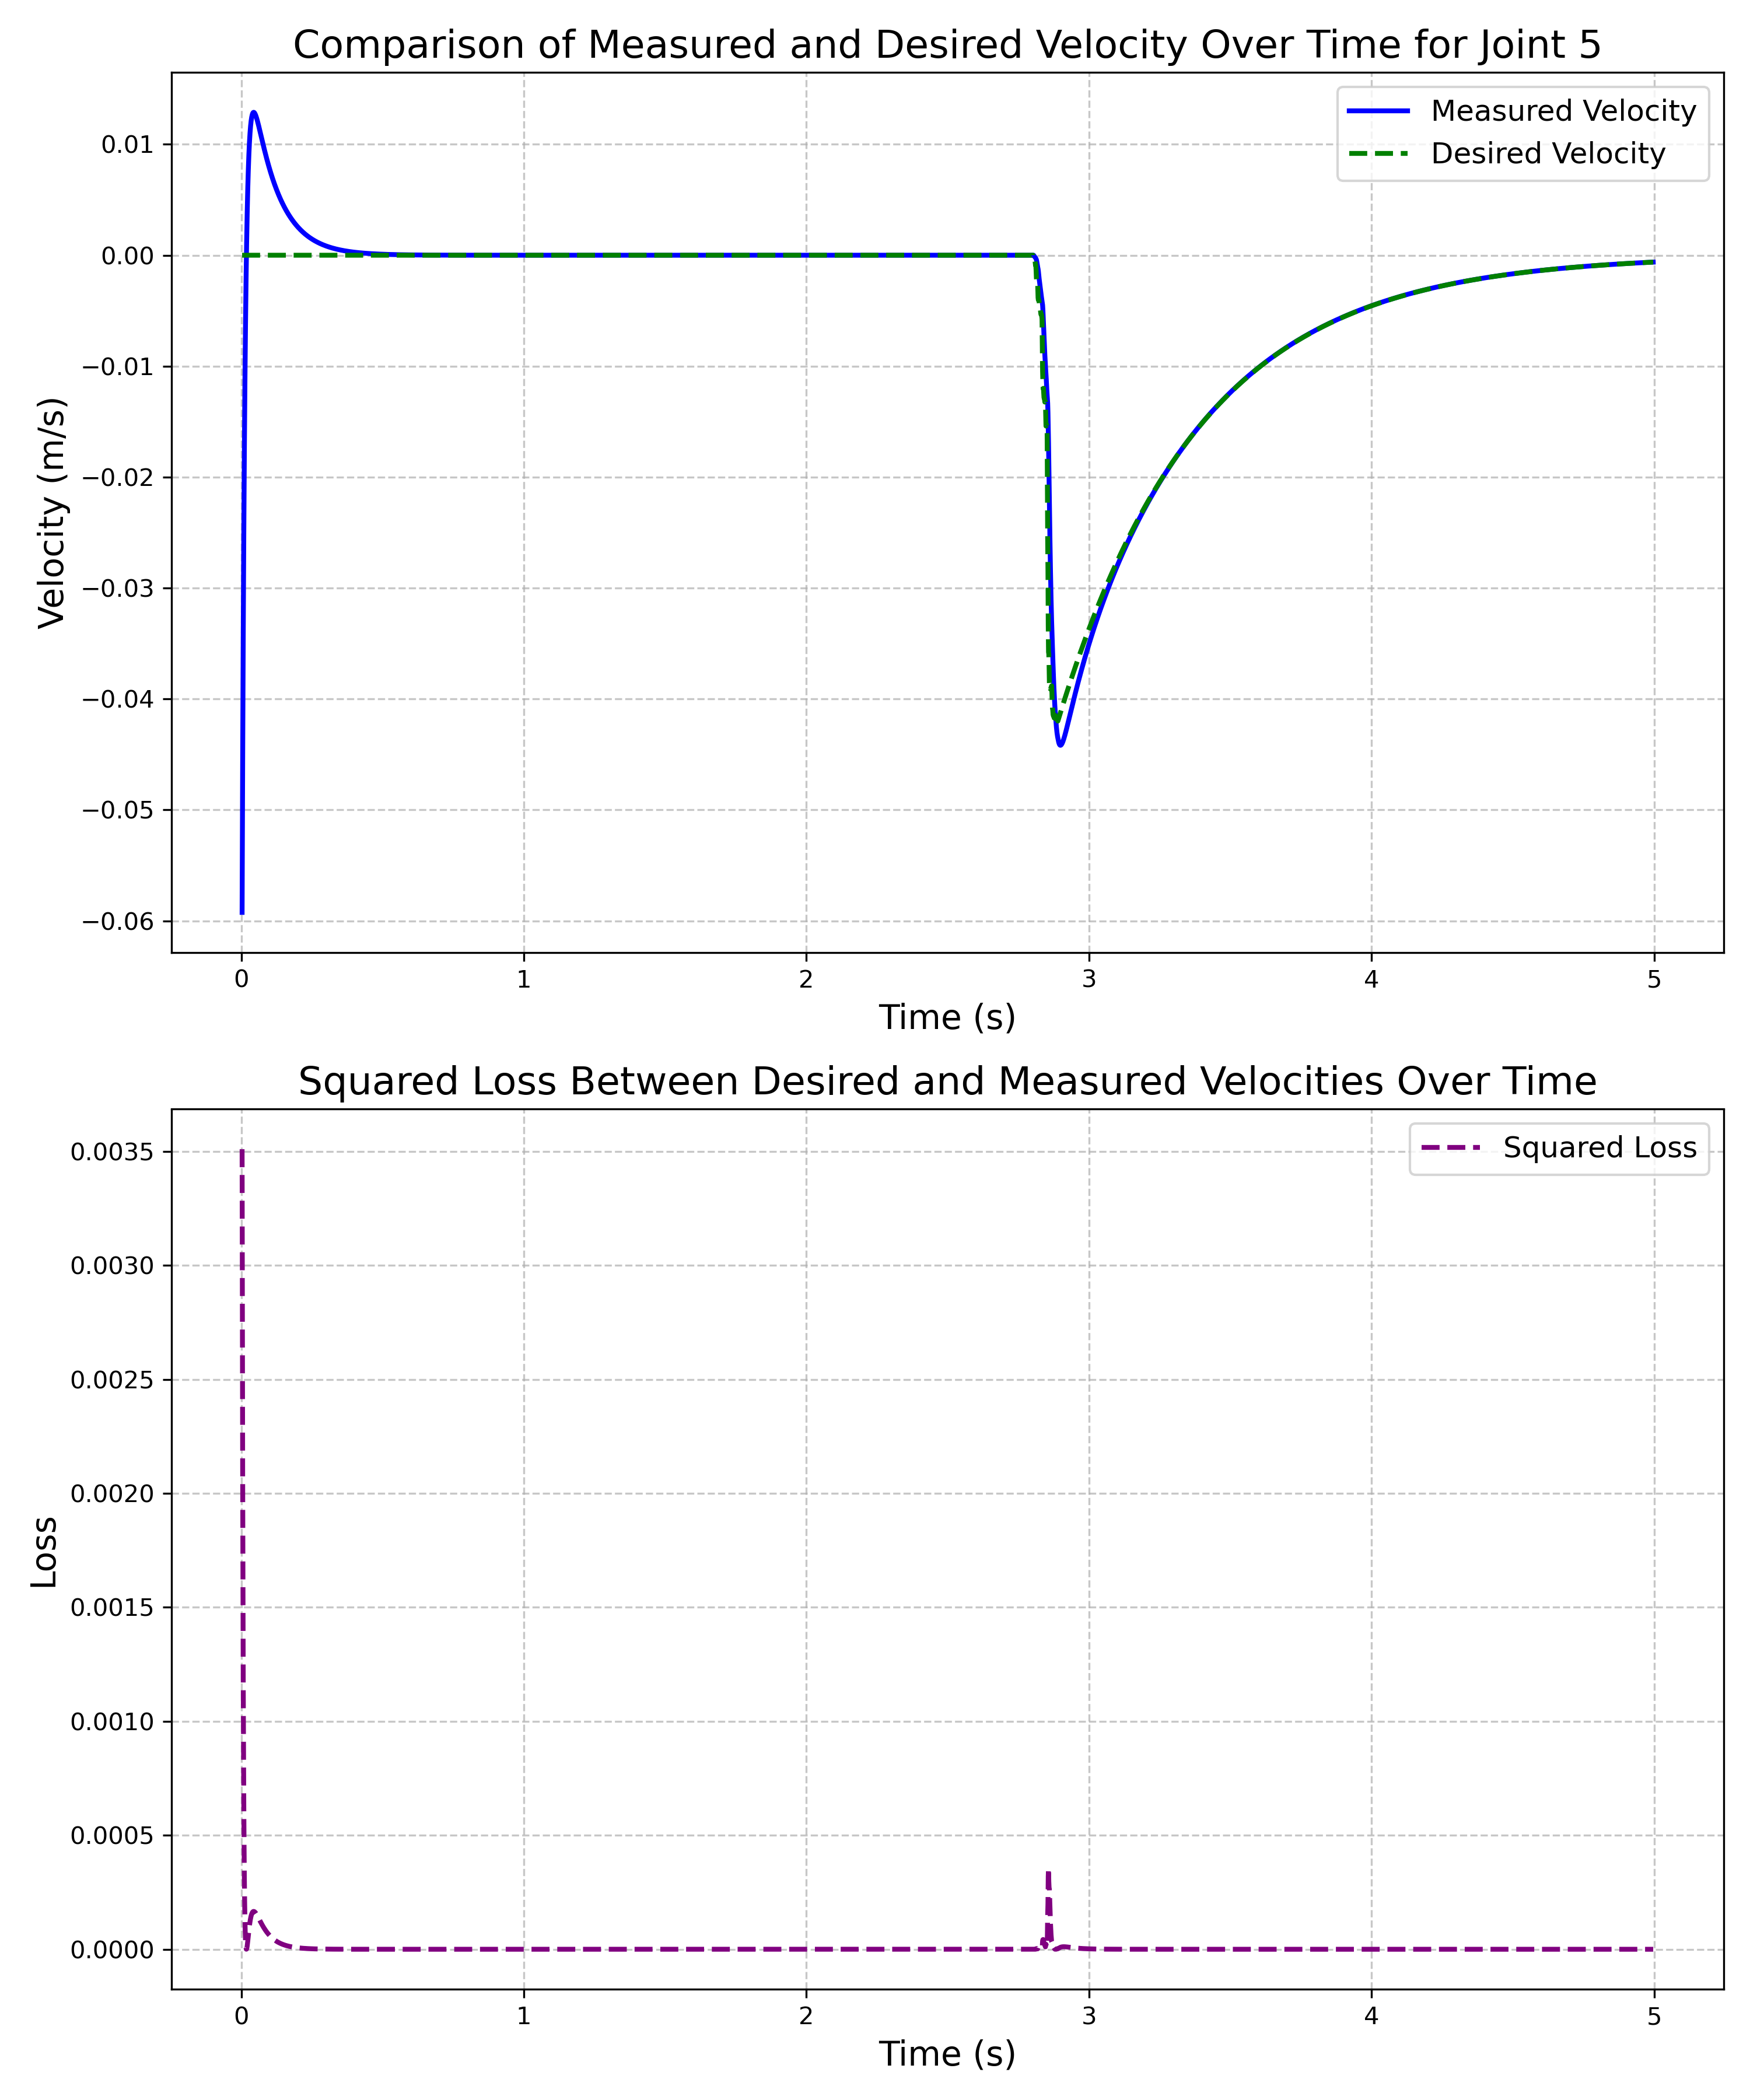 Comparison of Measured and Desired Velocity Over Time for Joint 5
Measured Velocity
Desired Velocity
0.01
0.00
−0.01
−0.02
−0.03
−0.04
−0.05
−0.06
Velocity (m/s)
0 1 2 3 4 5
Time (s)
Squared Loss Between Desired and Measured Velocities Over Time
Squared Loss
0.0035
0.0030
0.0025
0.0020
0.0015
0.0010
0.0005
0.0000
Loss
0 1 2 3 4 5
Time (s)